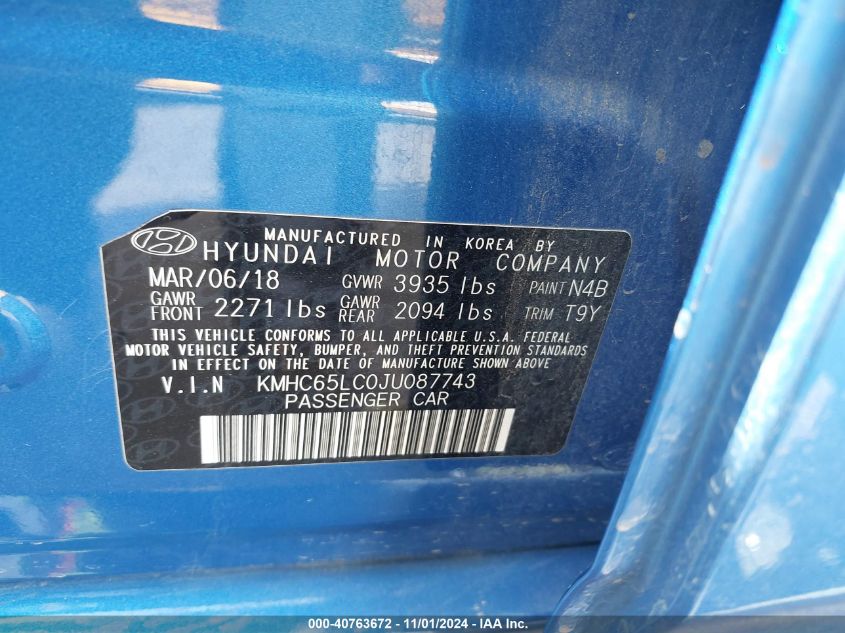 MANUFACTURED IN KOREA BY
HYUNDAI MOTOR COMPANY
MAR/06/18 GVWR 3935 lbs PAINT N4B
GAWR FRONT 2271 lbs GAWR REAR 2094 lbs TRIM T9Y
THIS VEHICLE CONFORMS TO ALL APPLICABLE U.S.A. FEDERAL
MOTOR VEHICLE SAFETY, BUMPER, AND THEFT PREVENTION STANDARDS
IN EFFECT ON THE DATE OF MANUFACTURE SHOWN ABOVE
V.I.N KMHC65LC0JU087743
PASSENGER CAR
000-40763672 - 11/01/2024 - IAA Inc.